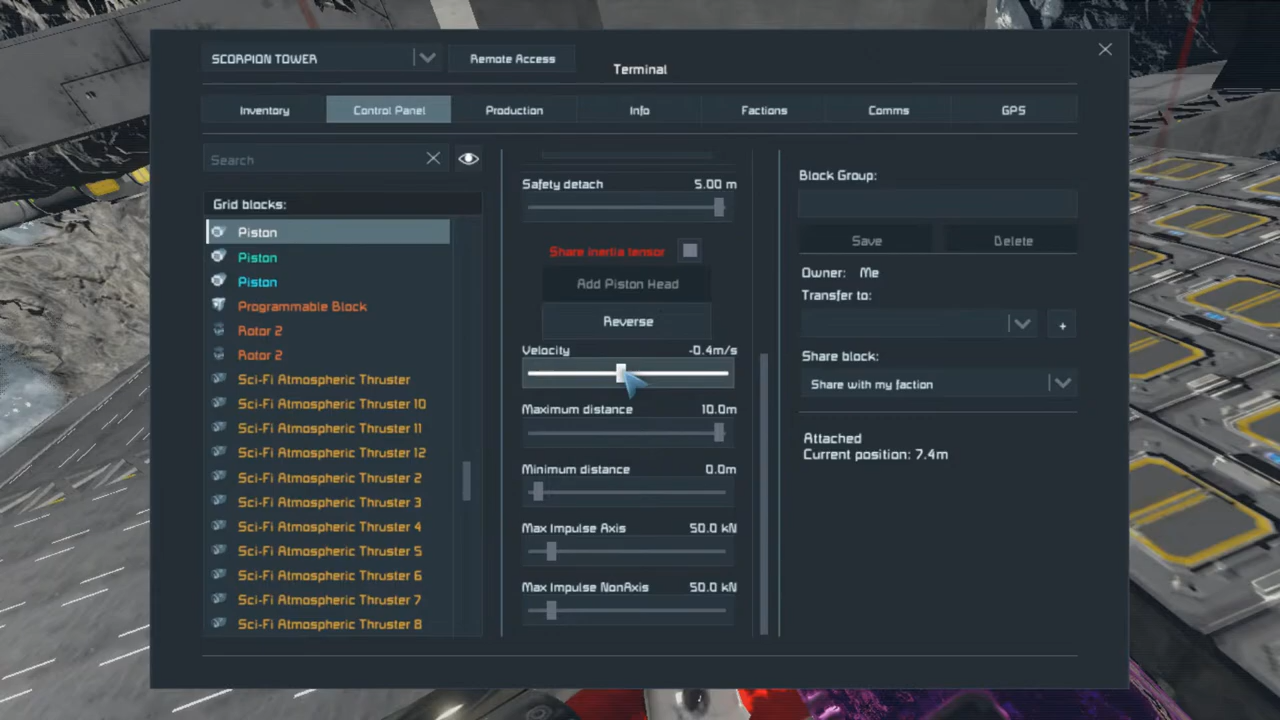 SCORPION TOWER
Remote Access
Terminal
Inventory
Control Panel
Production
Info
Factions
Comms
GPS
Search
Grid blocks:
Piston
Piston
Piston
Programmable Block
Rotor 2
Rotor 2
Sci-Fi Atmospheric Thruster
Sci-Fi Atmospheric Thruster 10
Sci-Fi Atmospheric Thruster 11
Sci-Fi Atmospheric Thruster 12
Sci-Fi Atmospheric Thruster 2
Sci-Fi Atmospheric Thruster 3
Sci-Fi Atmospheric Thruster 4
Sci-Fi Atmospheric Thruster 5
Sci-Fi Atmospheric Thruster 6
Sci-Fi Atmospheric Thruster 7
Sci-Fi Atmospheric Thruster 8
Safety detach 5.00 m
Share inertia tensor
Add Piston Head
Reverse
Velocity -0.4m/s
Maximum distance 10.0m
Minimum distance 0.0m
Max Impulse Axis 50.0 kN
Max Impulse NonAxis 50.0 kN
Block Group:
Save
Delete
Owner: Me
Transfer to:
+
Share block:
Share with my faction
Attached
Current position: 7.4m